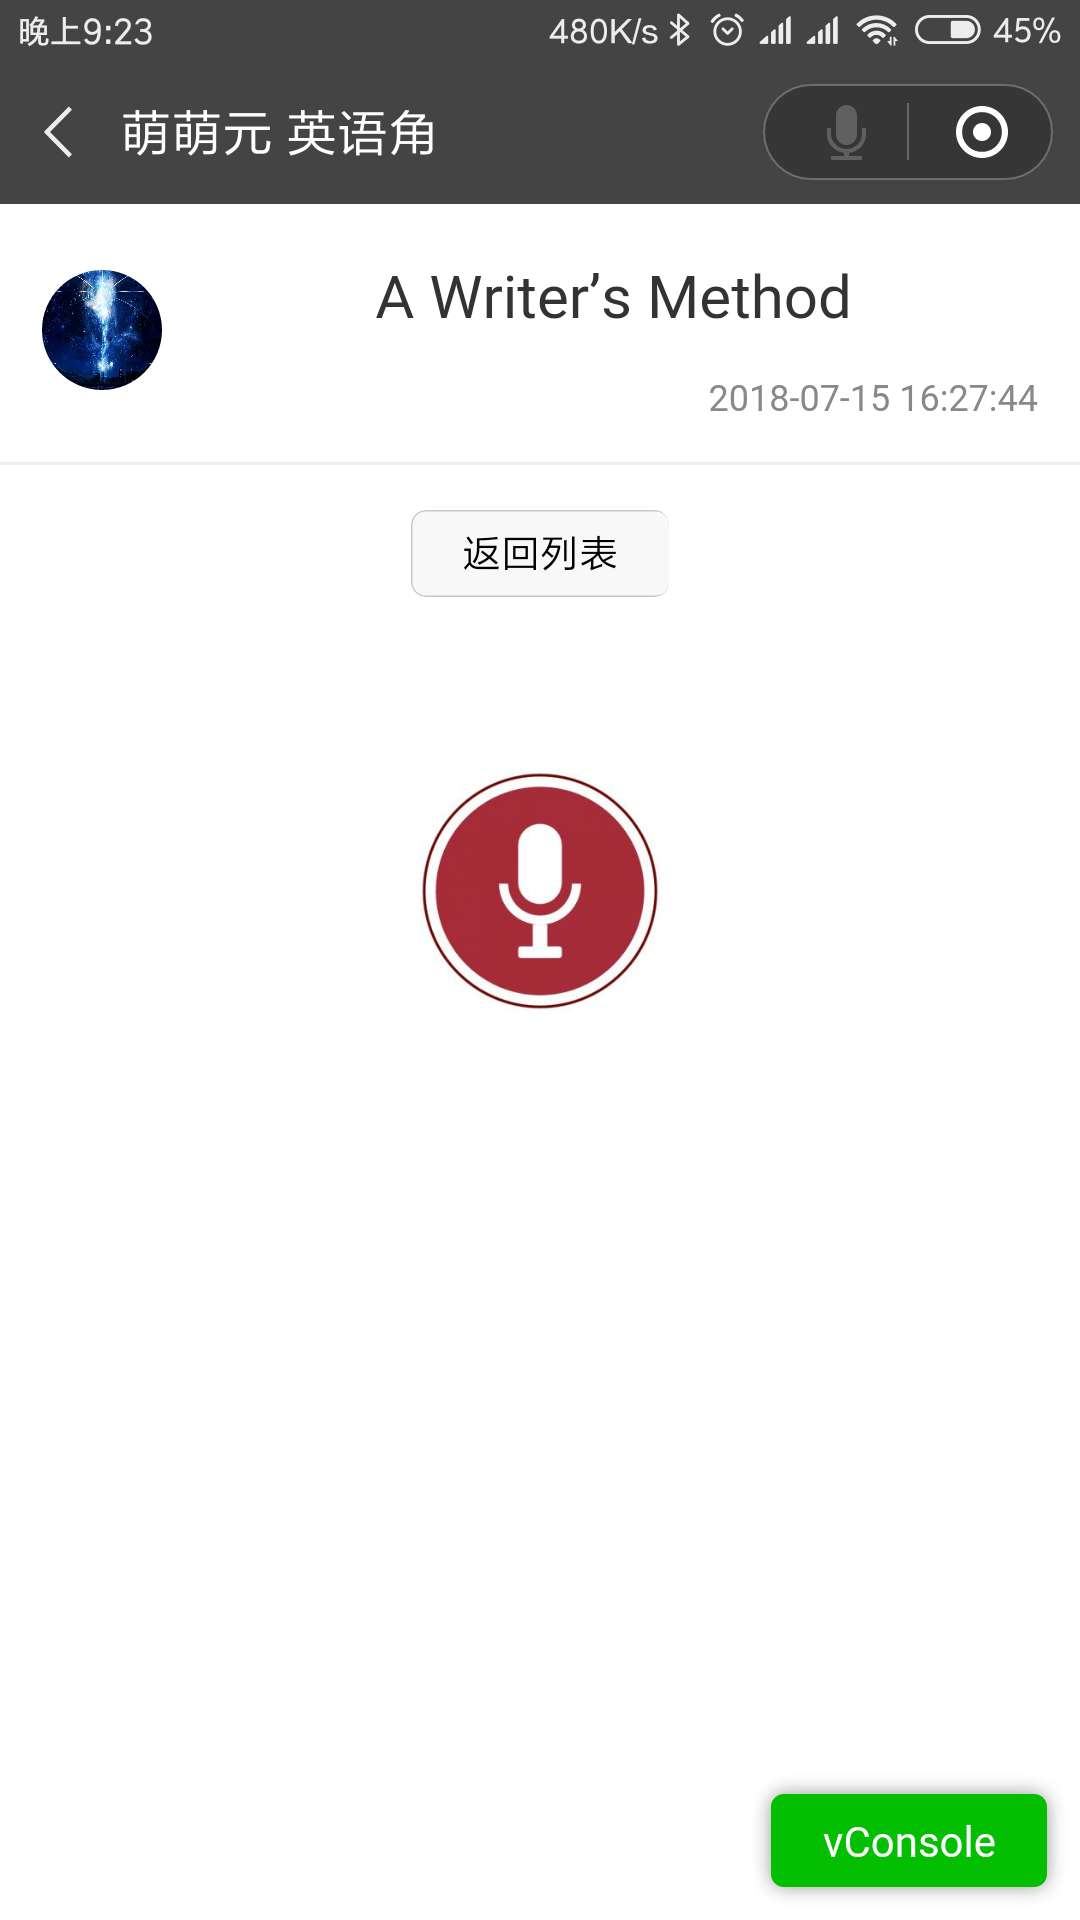 晚上9:23 480K/s 45%
萌萌元 英语角
A Writer’s Method
2018-07-15 16:27:44
返回列表
vConsole